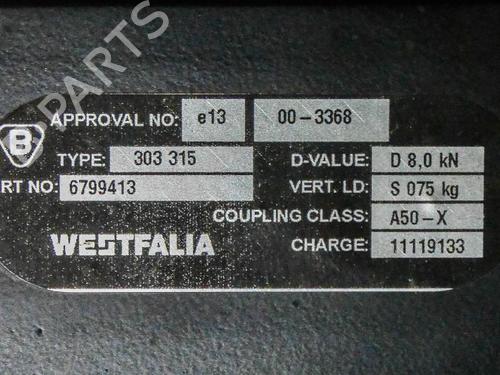 PARTS
APPROVAL NO: e13 00-3368
B
TYPE: 303 315 D-VALUE: D 8,0 kN
RT NO: 6799413 VERT. LD: S 075 kg
COUPLING CLASS: A50-X
WESTFALIA CHARGE: 11119133